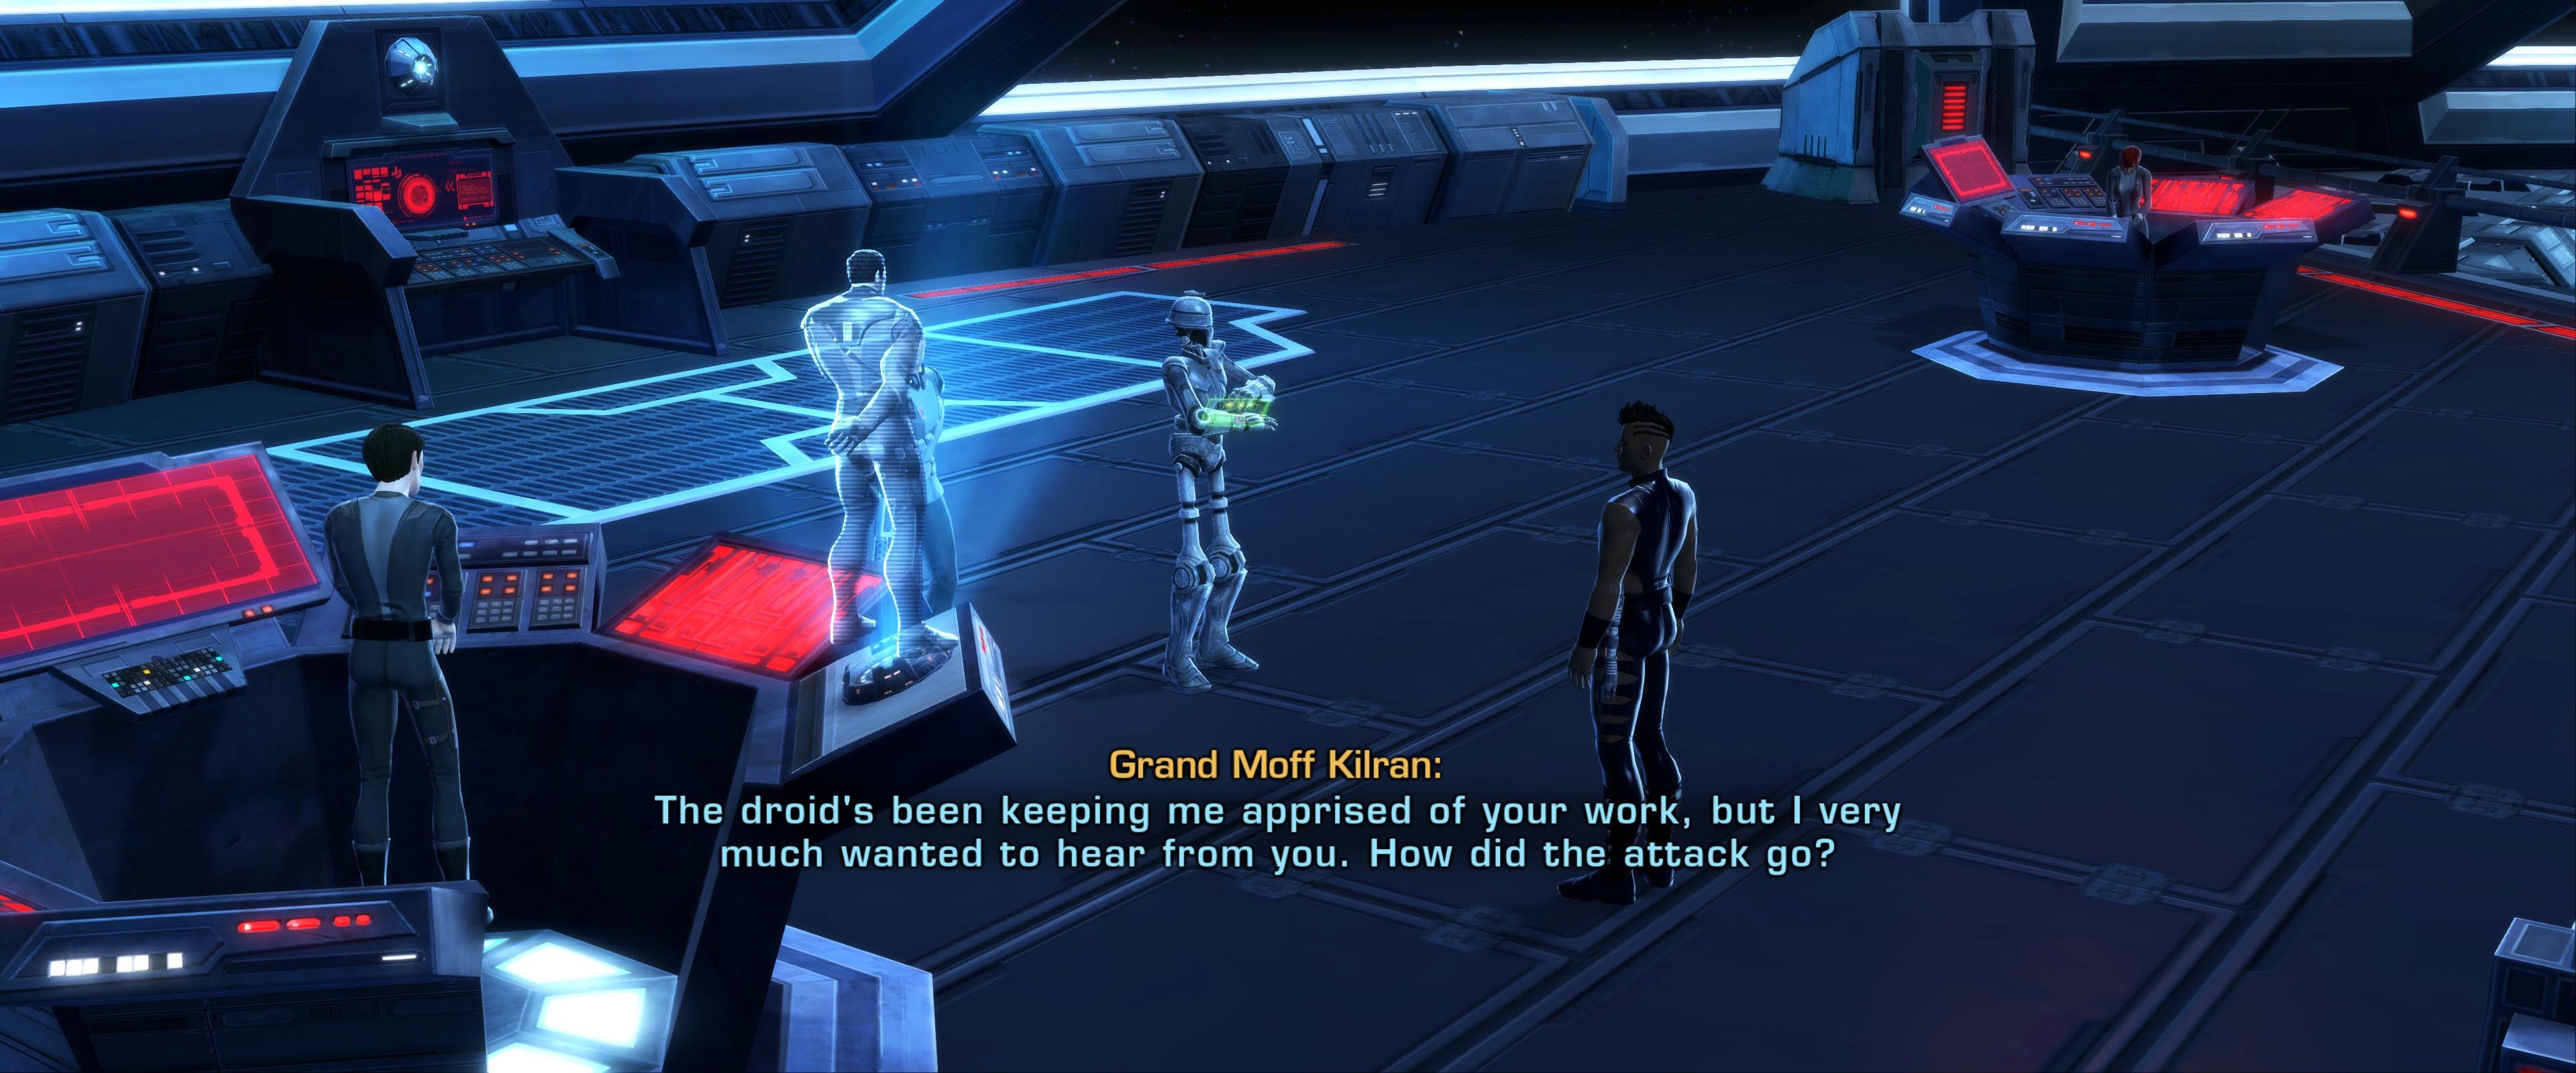 Grand Moff Kilran:
The droid's been keeping me apprised of your work, but I very
much wanted to hear from you. How did the attack go?